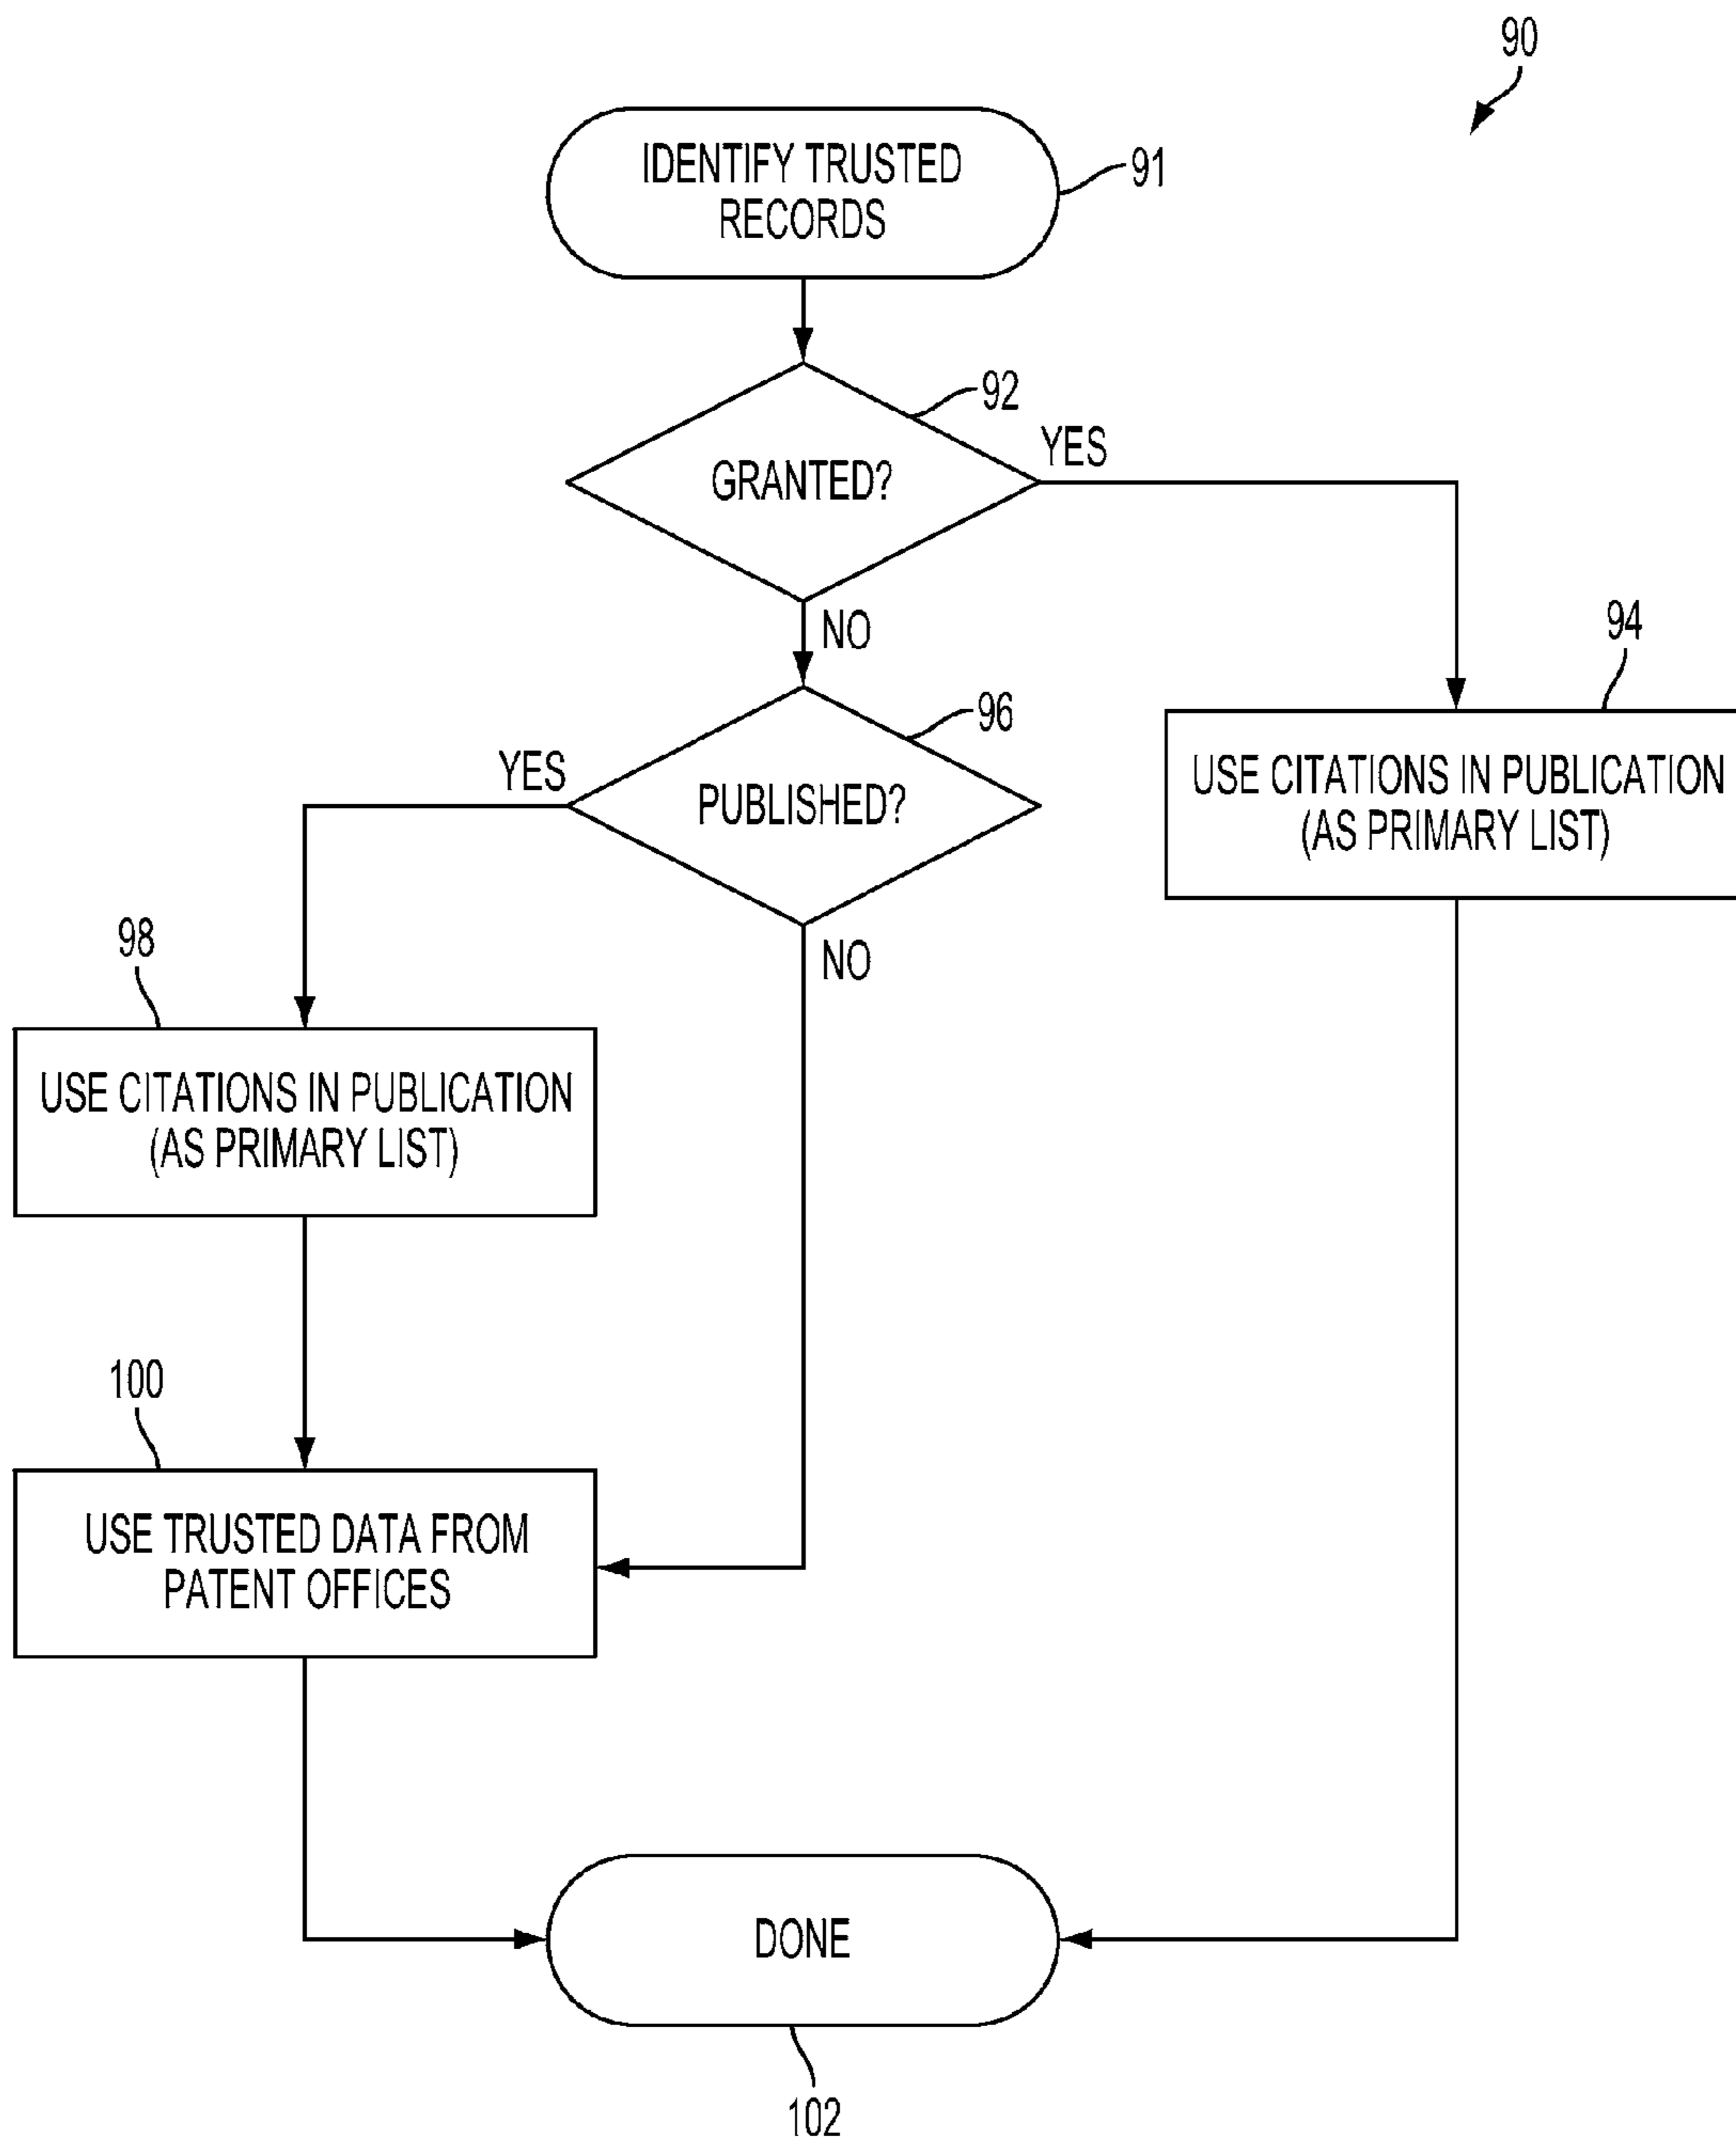 90
IDENTIFY TRUSTED
RECORDS
91
92
GRANTED?
YES
NO
94
USE CITATIONS IN PUBLICATION
(AS PRIMARY LIST)
96
YES
PUBLISHED?
NO
98
USE CITATIONS IN PUBLICATION
(AS PRIMARY LIST)
100
USE TRUSTED DATA FROM
PATENT OFFICES
DONE
102